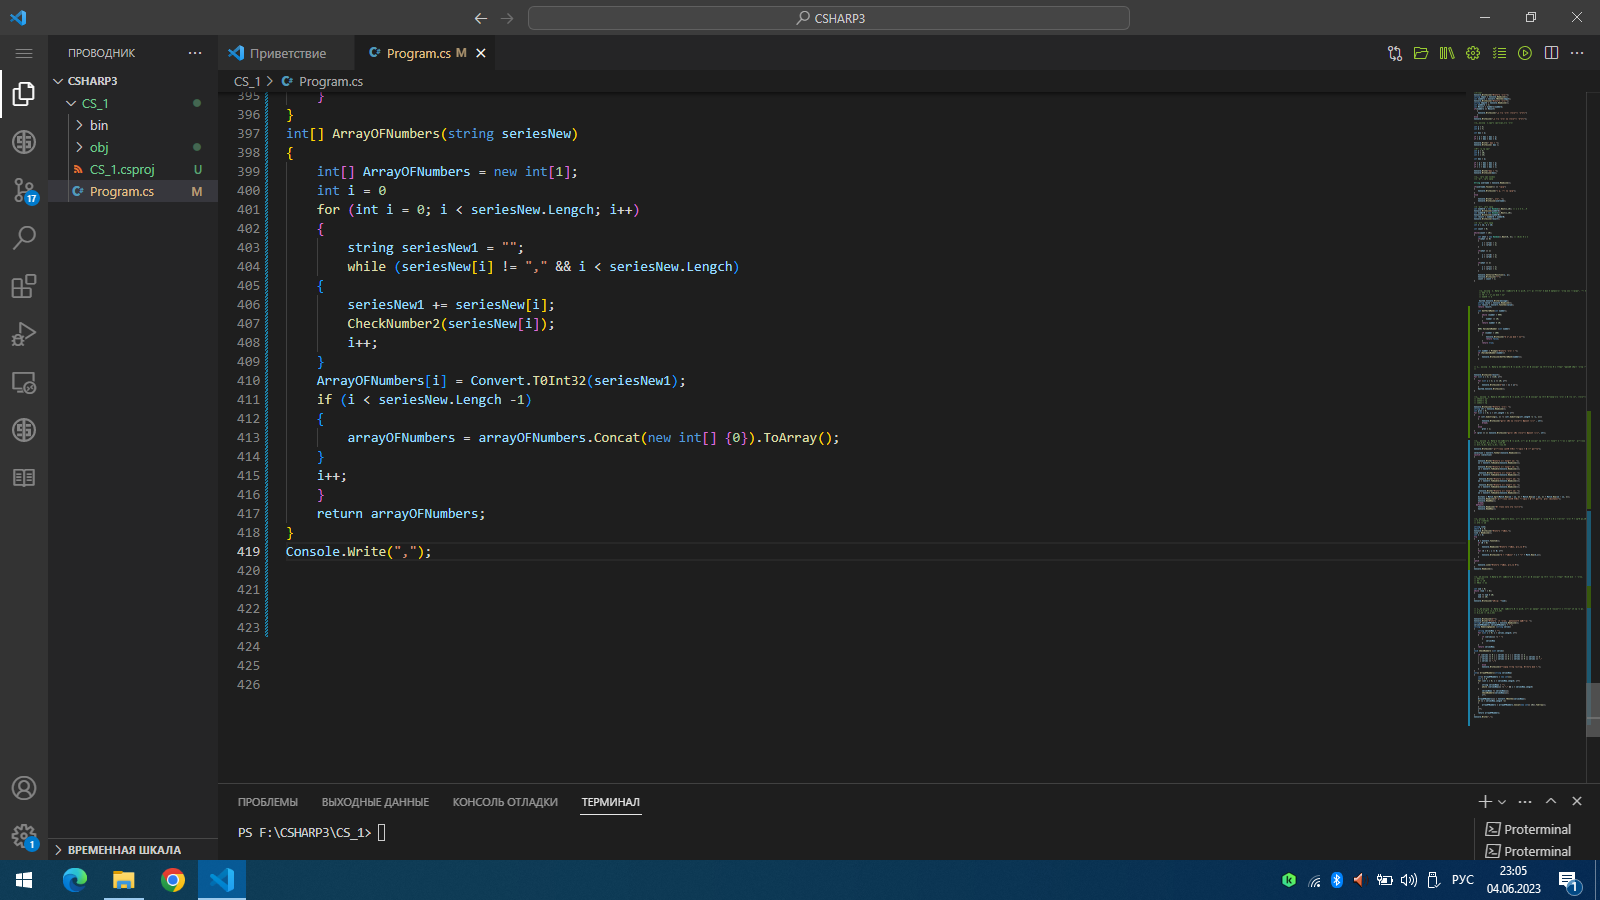 CSHARP3
ПРОВОДНИК
Приветствие
Program.cs M
CSHARP3
CS_1
bin
obj
CS_1.csproj U
Program.cs M
17
1
ВРЕМЕННАЯ ШКАЛА
CS_1 > Program.cs
395 }
396 }
397 int[] ArrayOFNumbers(string seriesNew)
398 {
399 int[] ArrayOFNumbers = new int[1];
400 int i = 0
401 for (int i = 0; i < seriesNew.Lengch; i++)
402 {
403 string seriesNew1 = "";
404 while (seriesNew[i] != "," && i < seriesNew.Lengch)
405 {
406 seriesNew1 += seriesNew[i];
407 CheckNumber2(seriesNew[i]);
408 i++;
409 }
410 ArrayOFNumbers[i] = Convert.T0Int32(seriesNew1);
411 if (i < seriesNew.Lengch -1)
412 {
413 arrayOFNumbers = arrayOFNumbers.Concat(new int[] {0}).ToArray();
414 }
415 i++;
416 }
417 return arrayOFNumbers;
418 }
419 Console.Write(",");
420
421
422
423
424
425
426
ПРОБЛЕМЫ ВЫХОДНЫЕ ДАННЫЕ КОНСОЛЬ ОТЛАДКИ ТЕРМИНАЛ
PS F:\CSHARP3\CS_1>
Proterminal
Proterminal
РУС
23:05
04.06.2023
1